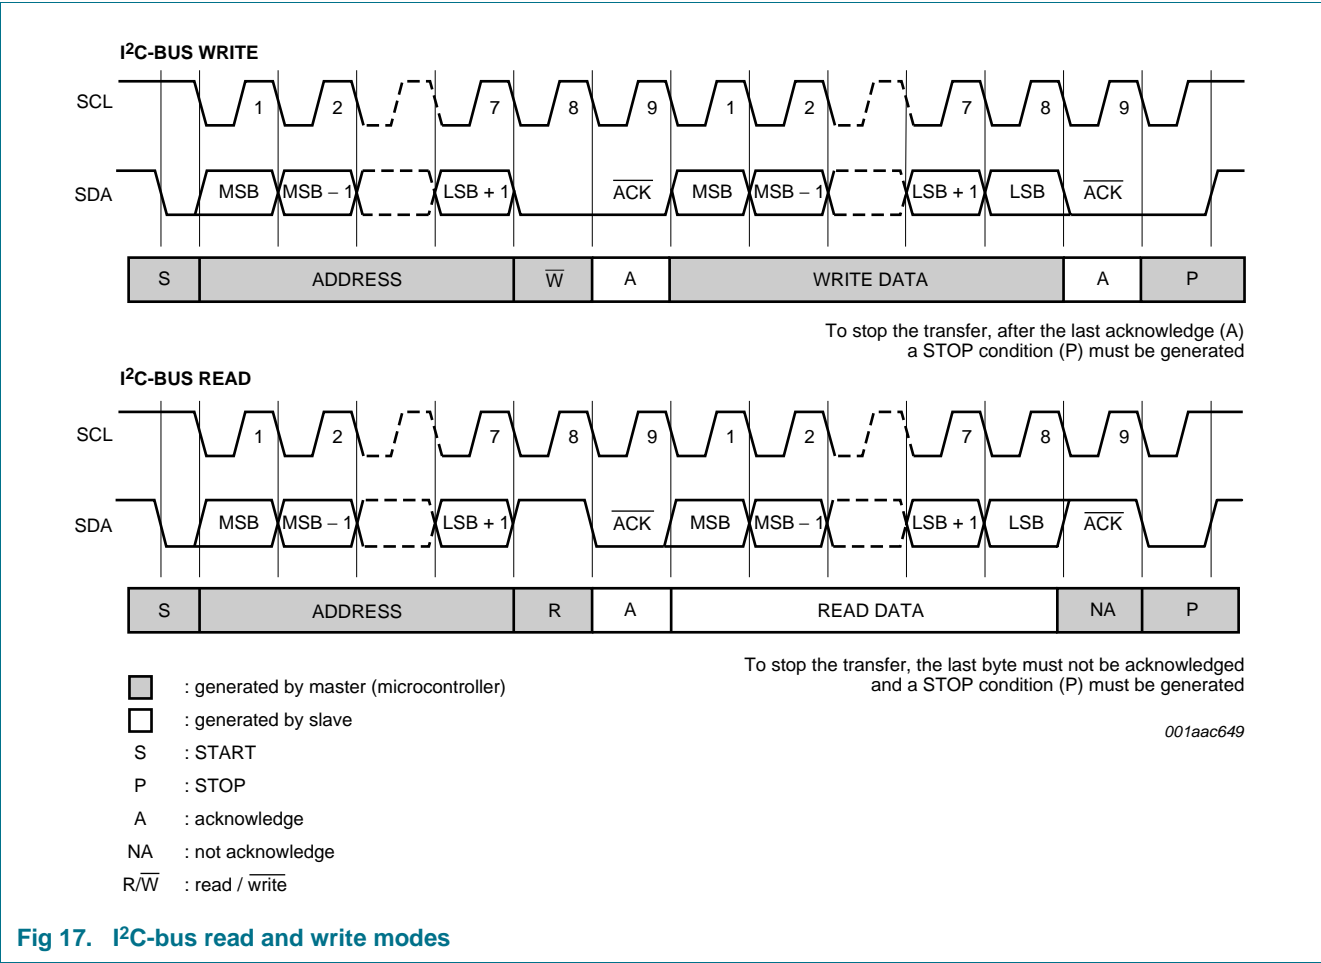 I²C-BUS WRITE
SCL 1 2 7 8 9 1 2 7 8 9
SDA MSB MSB − 1 LSB + 1 A̅C̅K̅ MSB MSB − 1 LSB + 1 LSB A̅C̅K̅
S ADDRESS W̅ A WRITE DATA A P
To stop the transfer, after the last acknowledge (A)
a STOP condition (P) must be generated
I²C-BUS READ
SCL 1 2 7 8 9 1 2 7 8 9
SDA MSB MSB − 1 LSB + 1 A̅C̅K̅ MSB MSB − 1 LSB + 1 LSB A̅C̅K̅
S ADDRESS R A READ DATA NA P
To stop the transfer, the last byte must not be acknowledged
and a STOP condition (P) must be generated
: generated by master (microcontroller)
: generated by slave
001aac649
S : START
P : STOP
A : acknowledge
NA : not acknowledge
R/W̅ : read / w̅r̅i̅t̅e̅
Fig 17. I²C-bus read and write modes